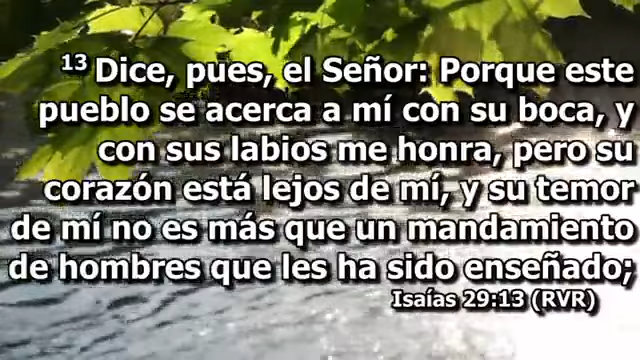 13 Dice, pues, el Señor: Porque este
pueblo se acerca a mí con su boca, y
con sus labios me honra, pero su
corazón está lejos de mí, y su temor
de mí no es más que un mandamiento
de hombres que les ha sido enseñado;
Isaías 29:13 (RVR)